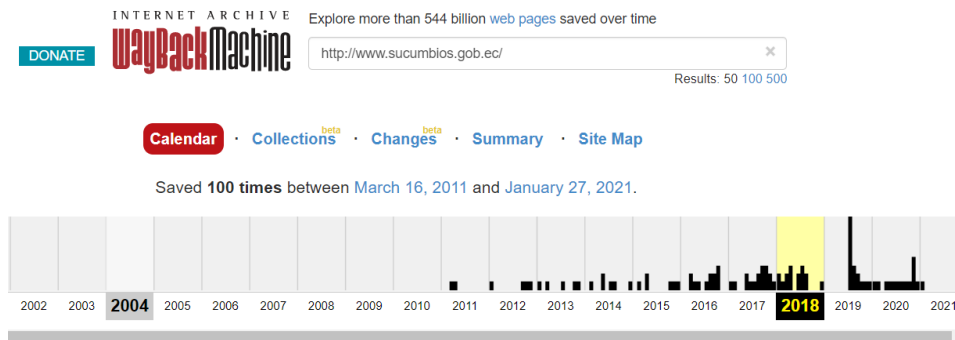 INTERNET ARCHIVE
WayBackMachine
DONATE
Explore more than 544 billion web pages saved over time
http://www.sucumbios.gob.ec/ ×
Results: 50 100 500
Calendar · Collections beta · Changes beta · Summary · Site Map
Saved 100 times between March 16, 2011 and January 27, 2021.
2002 2003 2004 2005 2006 2007 2008 2009 2010 2011 2012 2013 2014 2015 2016 2017 2018 2019 2020 2021